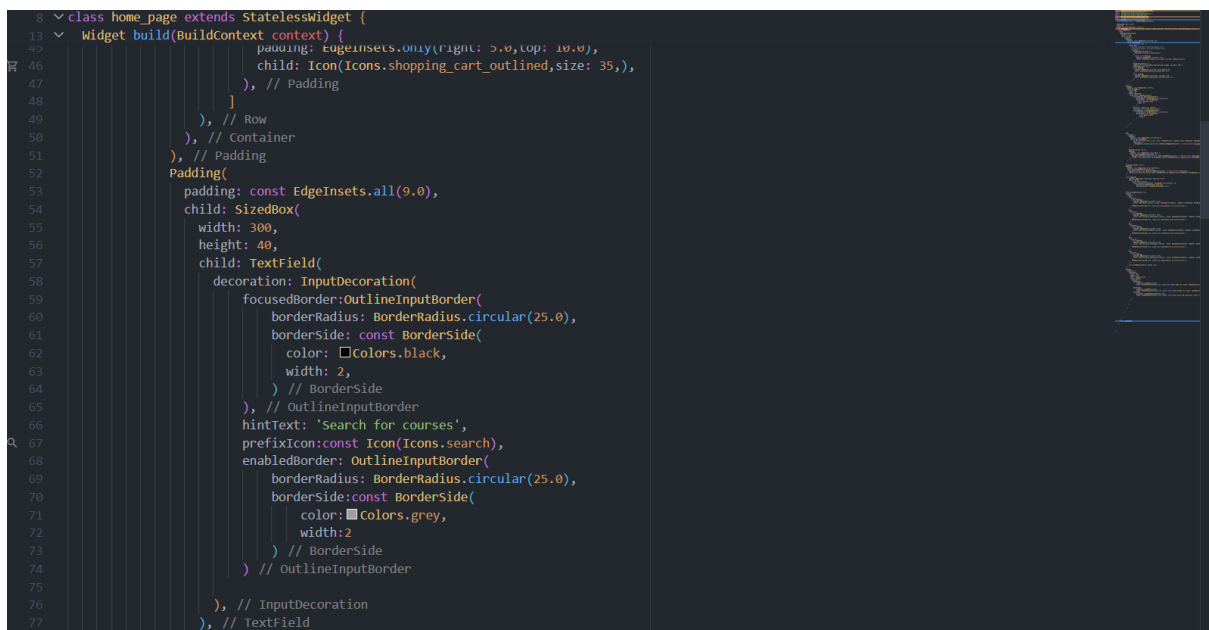 8 class home_page extends StatelessWidget {
13 Widget build(BuildContext context) {
45 padding: EdgeInsets.only(right: 5.0,top: 10.0),
46 child: Icon(Icons.shopping_cart_outlined,size: 35,),
47 ), // Padding
48 ]
49 ), // Row
50 ), // Container
51 ), // Padding
52 Padding(
53 padding: const EdgeInsets.all(9.0),
54 child: SizedBox(
55 width: 300,
56 height: 40,
57 child: TextField(
58 decoration: InputDecoration(
59 focusedBorder:OutlineInputBorder(
60 borderRadius: BorderRadius.circular(25.0),
61 borderSide: const BorderSide(
62 color: Colors.black,
63 width: 2,
64 ) // BorderSide
65 ), // OutlineInputBorder
66 hintText: 'Search for courses',
67 prefixIcon:const Icon(Icons.search),
68 enabledBorder: OutlineInputBorder(
69 borderRadius: BorderRadius.circular(25.0),
70 borderSide:const BorderSide(
71 color:Colors.grey,
72 width:2
73 ) // BorderSide
74 ) // OutlineInputBorder
75
76 ), // InputDecoration
77 ), // TextField